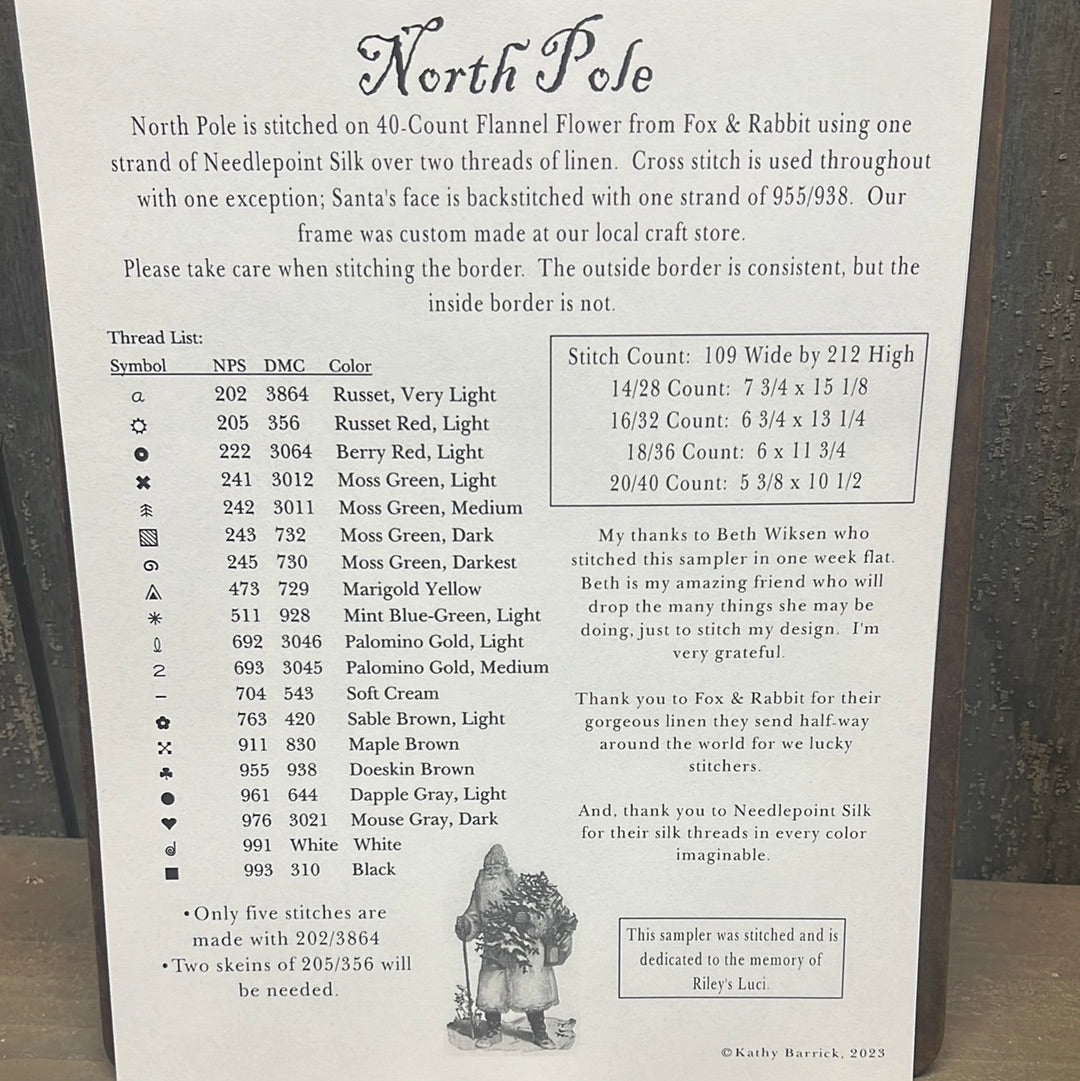 North Pole
North Pole is stitched on 40-Count Flannel Flower from Fox & Rabbit using one
strand of Needlepoint Silk over two threads of linen. Cross stitch is used throughout
with one exception; Santa's face is backstitched with one strand of 955/938. Our
frame was custom made at our local craft store.
Please take care when stitching the border. The outside border is consistent, but the
inside border is not.
Thread List:
Symbol NPS DMC Color
a 202 3864 Russet, Very Light
205 356 Russet Red, Light
222 3064 Berry Red, Light
✖ 241 3012 Moss Green, Light
242 3011 Moss Green, Medium
243 732 Moss Green, Dark
245 730 Moss Green, Darkest
473 729 Marigold Yellow
* 511 928 Mint Blue-Green, Light
692 3046 Palomino Gold, Light
2 693 3045 Palomino Gold, Medium
– 704 543 Soft Cream
763 420 Sable Brown, Light
911 830 Maple Brown
♣ 955 938 Doeskin Brown
● 961 644 Dapple Gray, Light
♥ 976 3021 Mouse Gray, Dark
991 White White
■ 993 310 Black
•Only five stitches are
made with 202/3864
•Two skeins of 205/356 will
be needed.
Stitch Count: 109 Wide by 212 High
14/28 Count: 7 3/4 x 15 1/8
16/32 Count: 6 3/4 x 13 1/4
18/36 Count: 6 x 11 3/4
20/40 Count: 5 3/8 x 10 1/2
My thanks to Beth Wiksen who
stitched this sampler in one week flat.
Beth is my amazing friend who will
drop the many things she may be
doing, just to stitch my design. I'm
very grateful.
Thank you to Fox & Rabbit for their
gorgeous linen they send half-way
around the world for we lucky
stitchers.
And, thank you to Needlepoint Silk
for their silk threads in every color
imaginable.
This sampler was stitched and is
dedicated to the memory of
Riley's Luci.
©Kathy Barrick, 2023